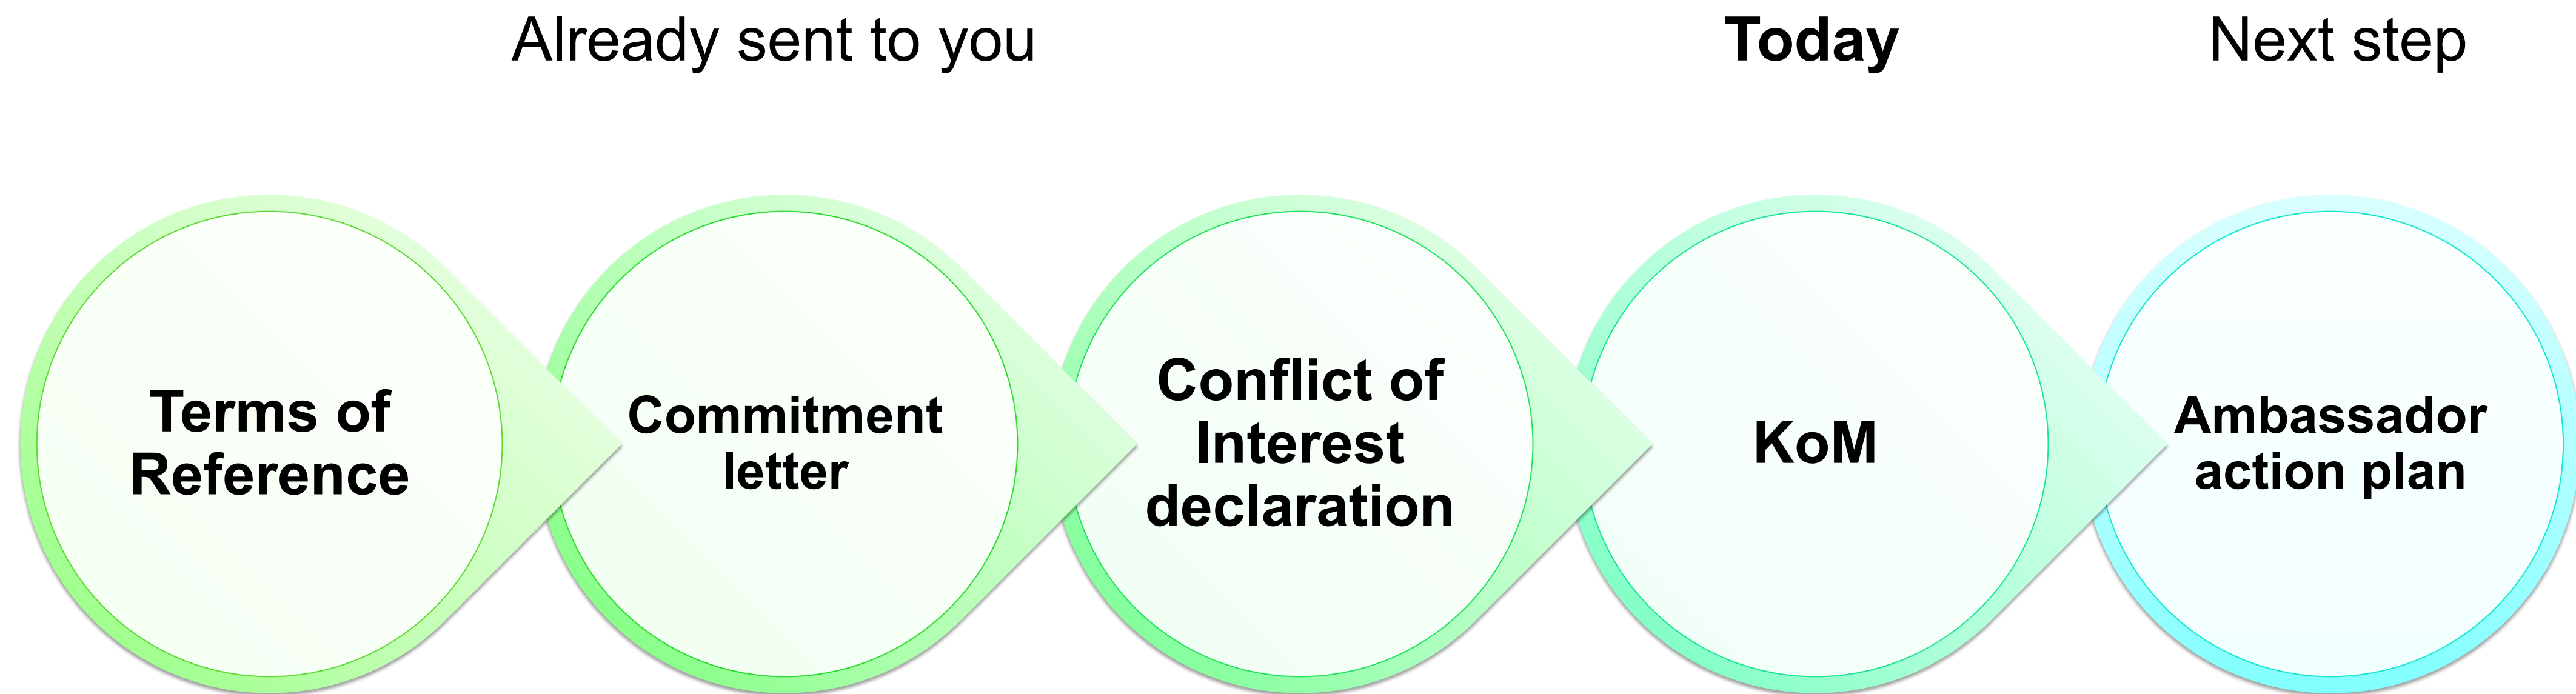 Already sent to you
Today
Next step
Terms of
Reference
Commitment
letter
Conflict of
Interest
declaration
KoM
Ambassador
action plan